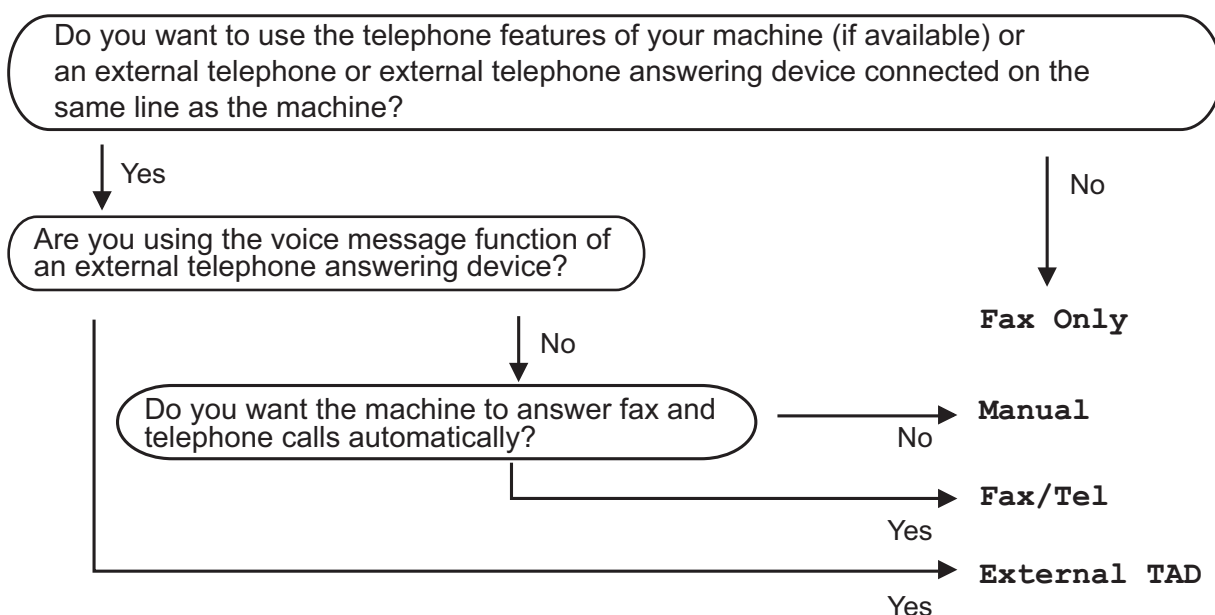 Do you want to use the telephone features of your machine (if available) or
an external telephone or external telephone answering device connected on the
same line as the machine?
Yes
No
Are you using the voice message function of
an external telephone answering device?
Fax Only
No
Do you want the machine to answer fax and
telephone calls automatically?
Manual
No
Fax/Tel
Yes
External TAD
Yes